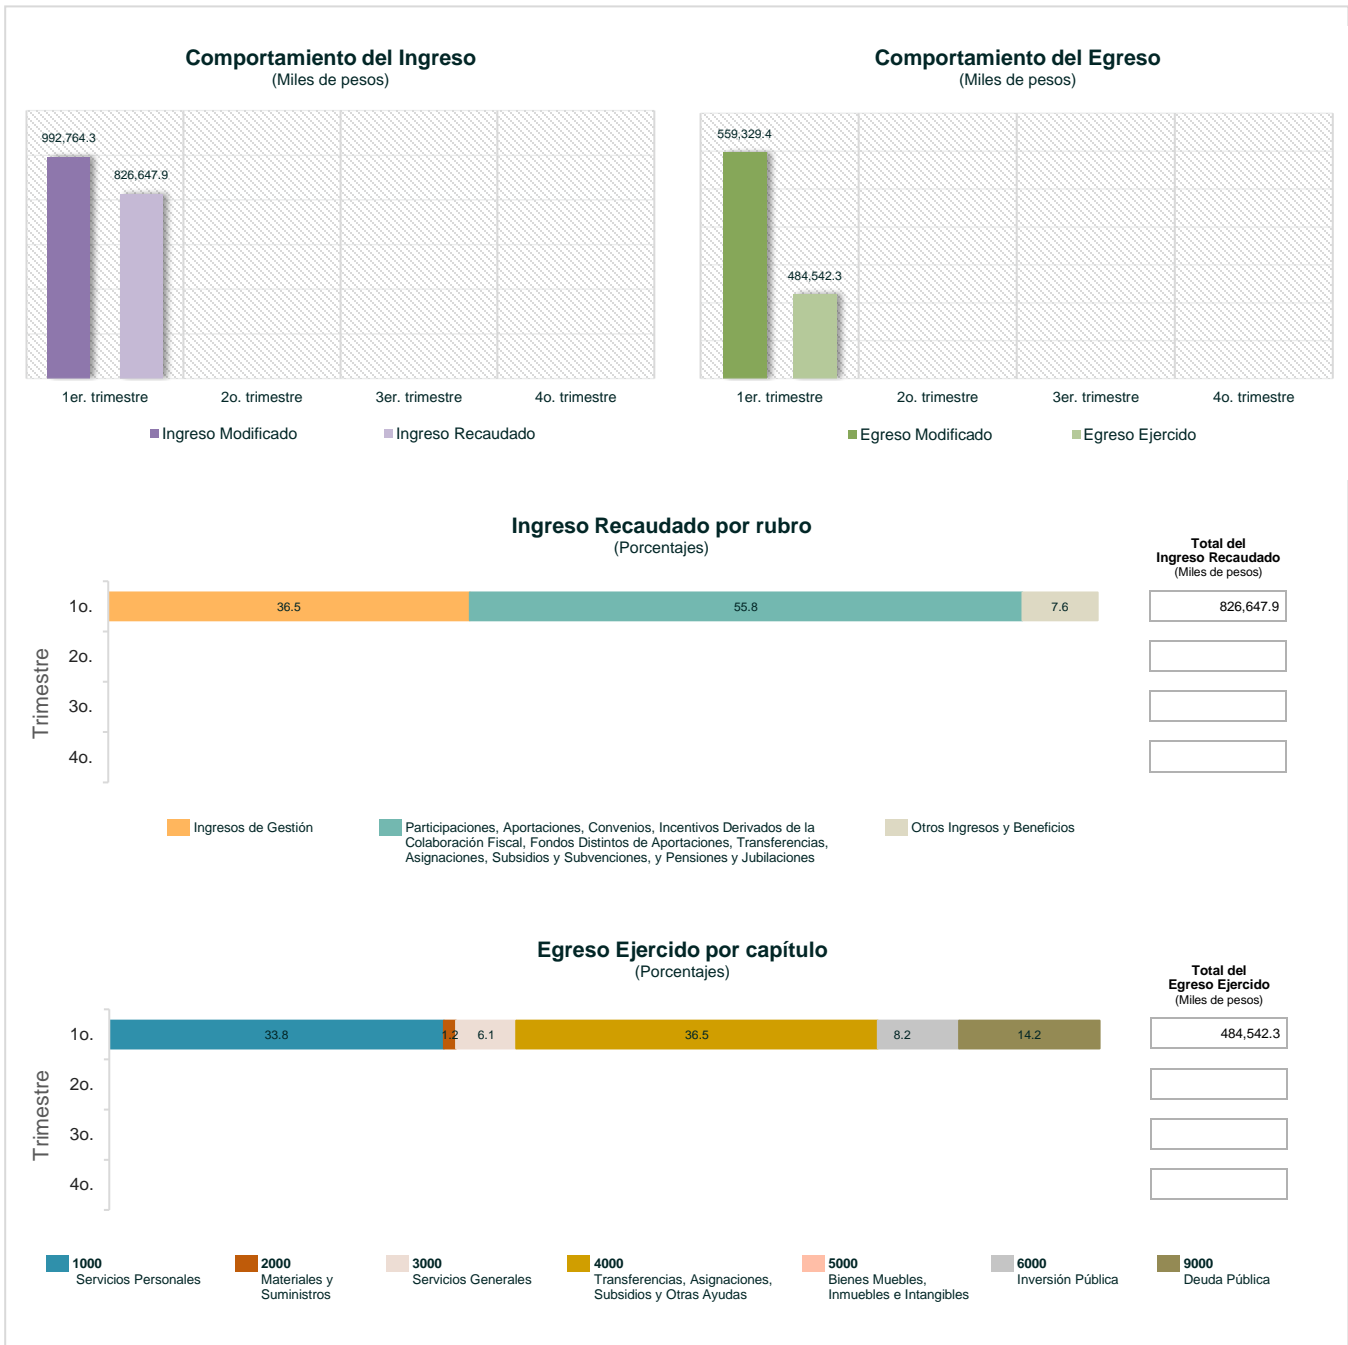 Comportamiento del Ingreso
(Miles de pesos)
992,764.3
826,647.9
1er. trimestre
2o. trimestre
3er. trimestre
4o. trimestre
Ingreso Modificado
Ingreso Recaudado
Comportamiento del Egreso
(Miles de pesos)
559,329.4
484,542.3
1er. trimestre
2o. trimestre
3er. trimestre
4o. trimestre
Egreso Modificado
Egreso Ejercido
Ingreso Recaudado por rubro
(Porcentajes)
Total del
Ingreso Recaudado
(Miles de pesos)
Trimestre
1o.
36.5
55.8
7.6
826,647.9
2o.
3o.
4o.
Ingresos de Gestión
Participaciones, Aportaciones, Convenios, Incentivos Derivados de la
Colaboración Fiscal, Fondos Distintos de Aportaciones, Transferencias,
Asignaciones, Subsidios y Subvenciones, y Pensiones y Jubilaciones
Otros Ingresos y Beneficios
Egreso Ejercido por capítulo
(Porcentajes)
Total del
Egreso Ejercido
(Miles de pesos)
Trimestre
1o.
33.8
1.2
6.1
36.5
8.2
14.2
484,542.3
2o.
3o.
4o.
1000
Servicios Personales
2000
Materiales y
Suministros
3000
Servicios Generales
4000
Transferencias, Asignaciones,
Subsidios y Otras Ayudas
5000
Bienes Muebles,
Inmuebles e Intangibles
6000
Inversión Pública
9000
Deuda Pública